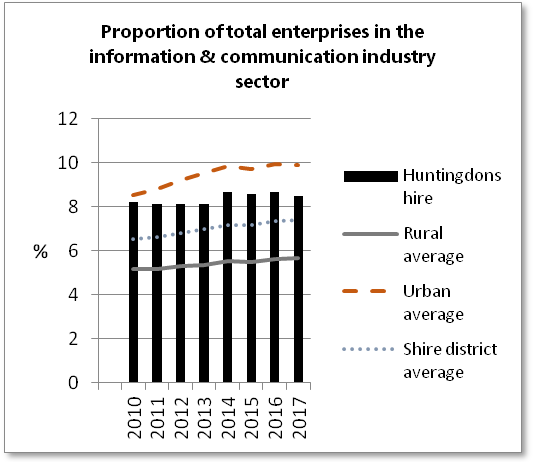 Proportion of total enterprises in the
information & communication industry
sector
12
10
8
6
4
2
0
%
2010
2011
2012
2013
2014
2015
2016
2017
Huntingdons
hire
Rural
average
Urban
average
Shire district
average